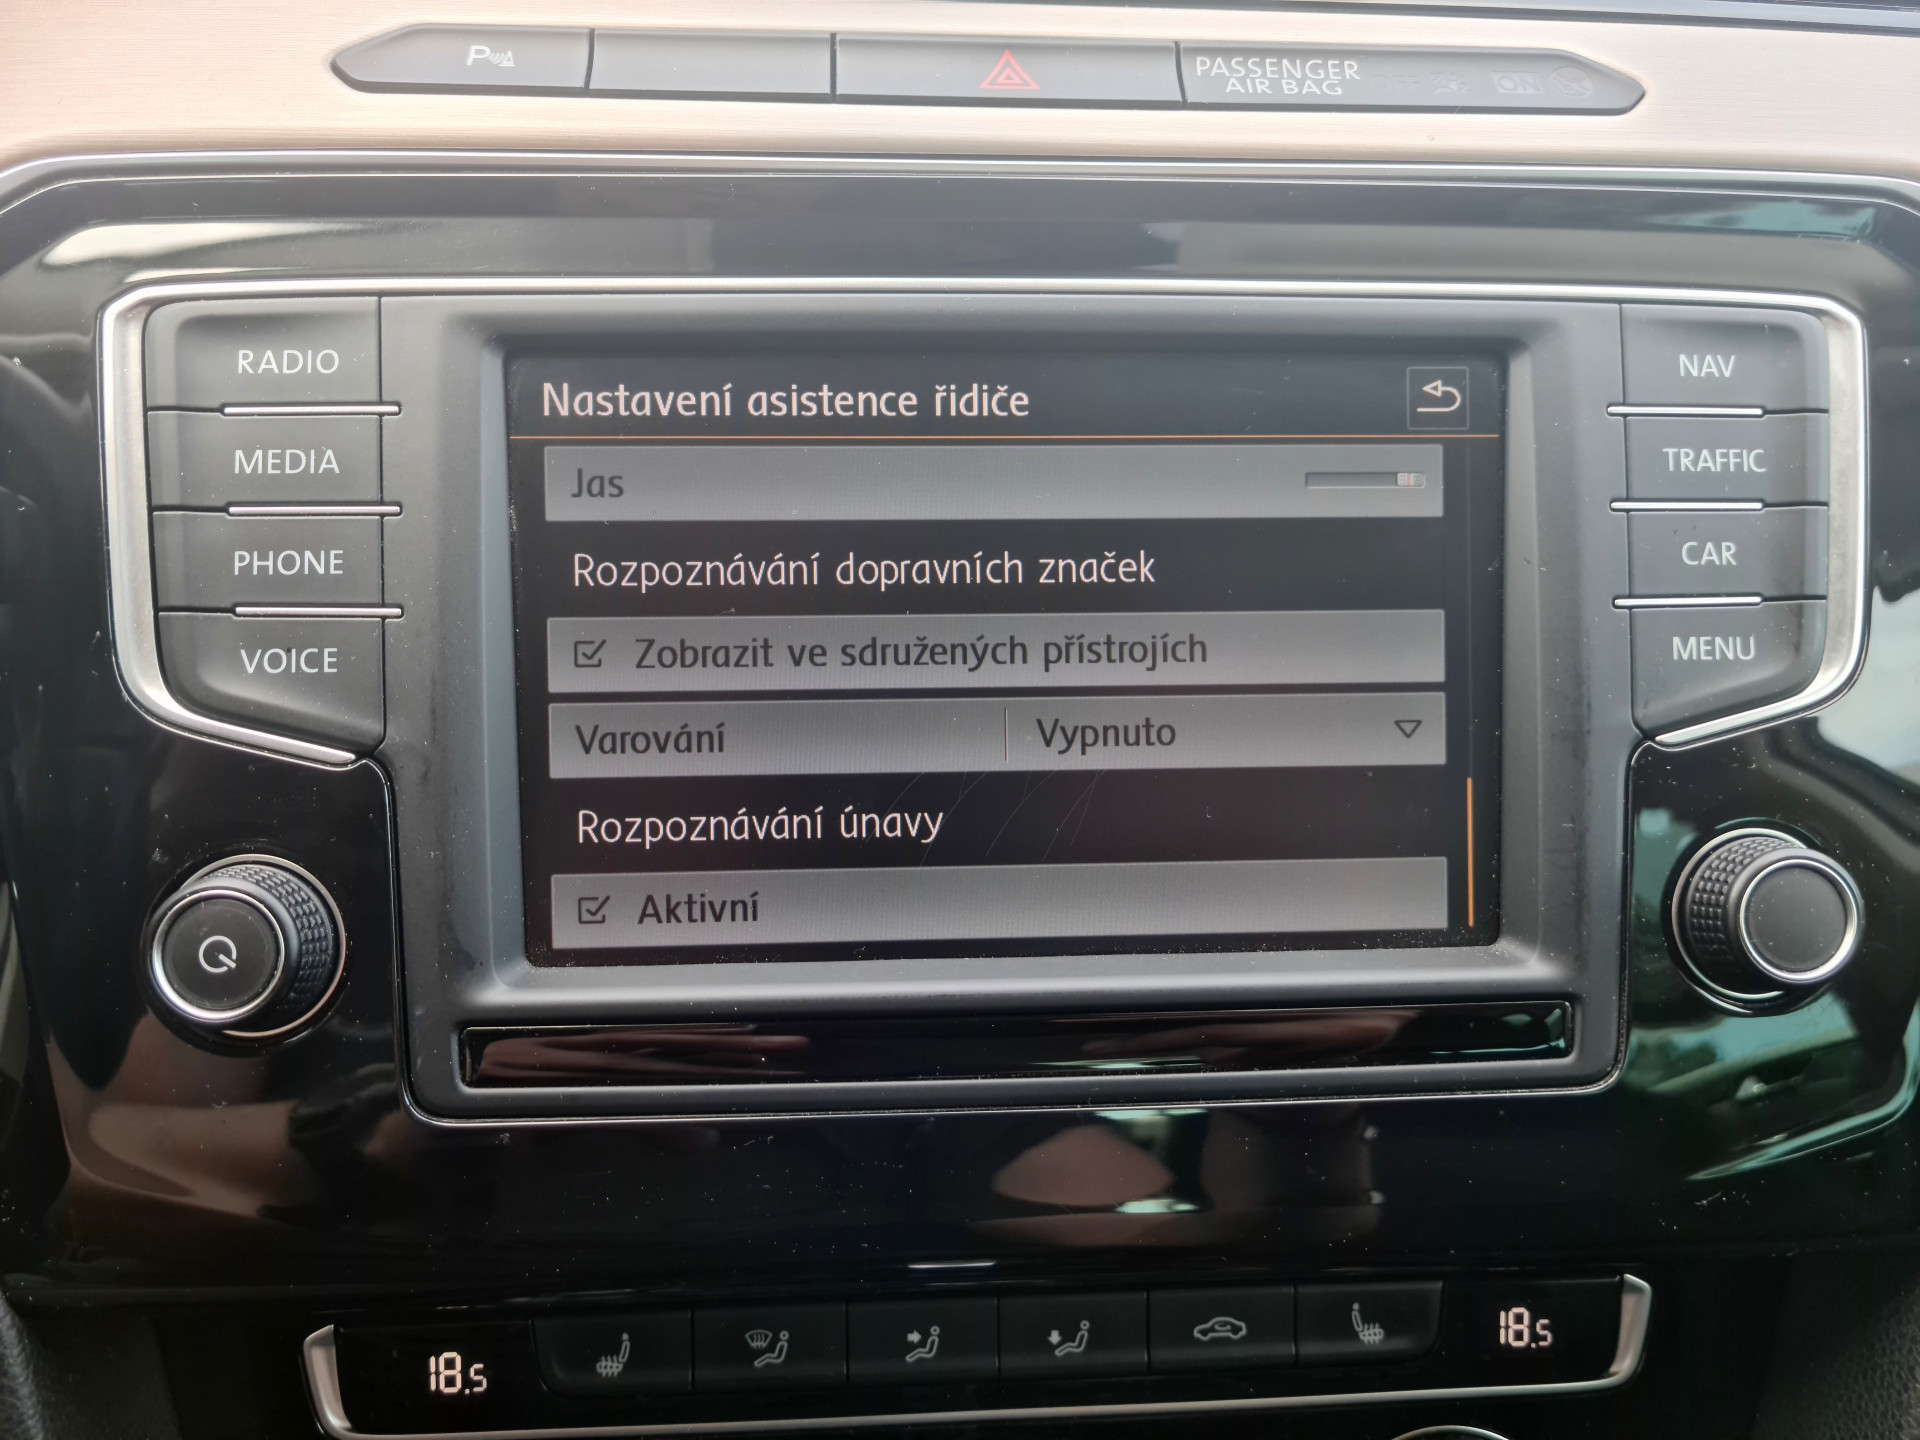 P
PASSENGER
AIR BAG
OFF
ON
RADIO
MEDIA
PHONE
VOICE
Nastavení asistence řidiče
Jas
Rozpoznávání dopravních značek
Zobrazit ve sdružených přístrojích
Varování Vypnuto
Rozpoznávání únavy
Aktivní
NAV
TRAFFIC
CAR
MENU
18.5
18.5